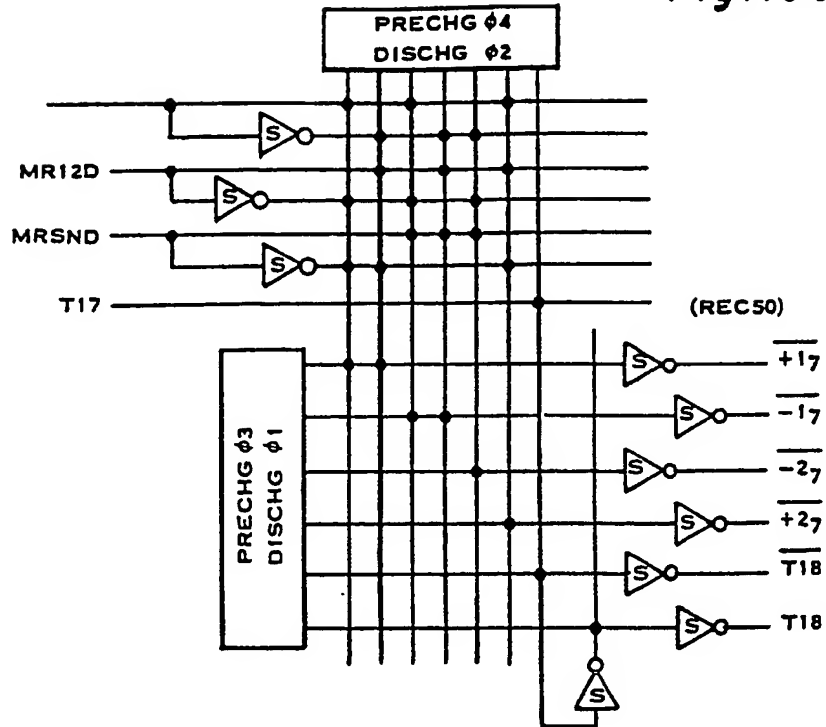 PRECHG φ4
DISCHG φ2
S
MR12D
S
MRSND
S
T17
(REC50)
PRECHG φ3
DISCHG φ1
S
+1₇
S
-1₇
S
-2₇
S
+2₇
S
T18
S
T18
S